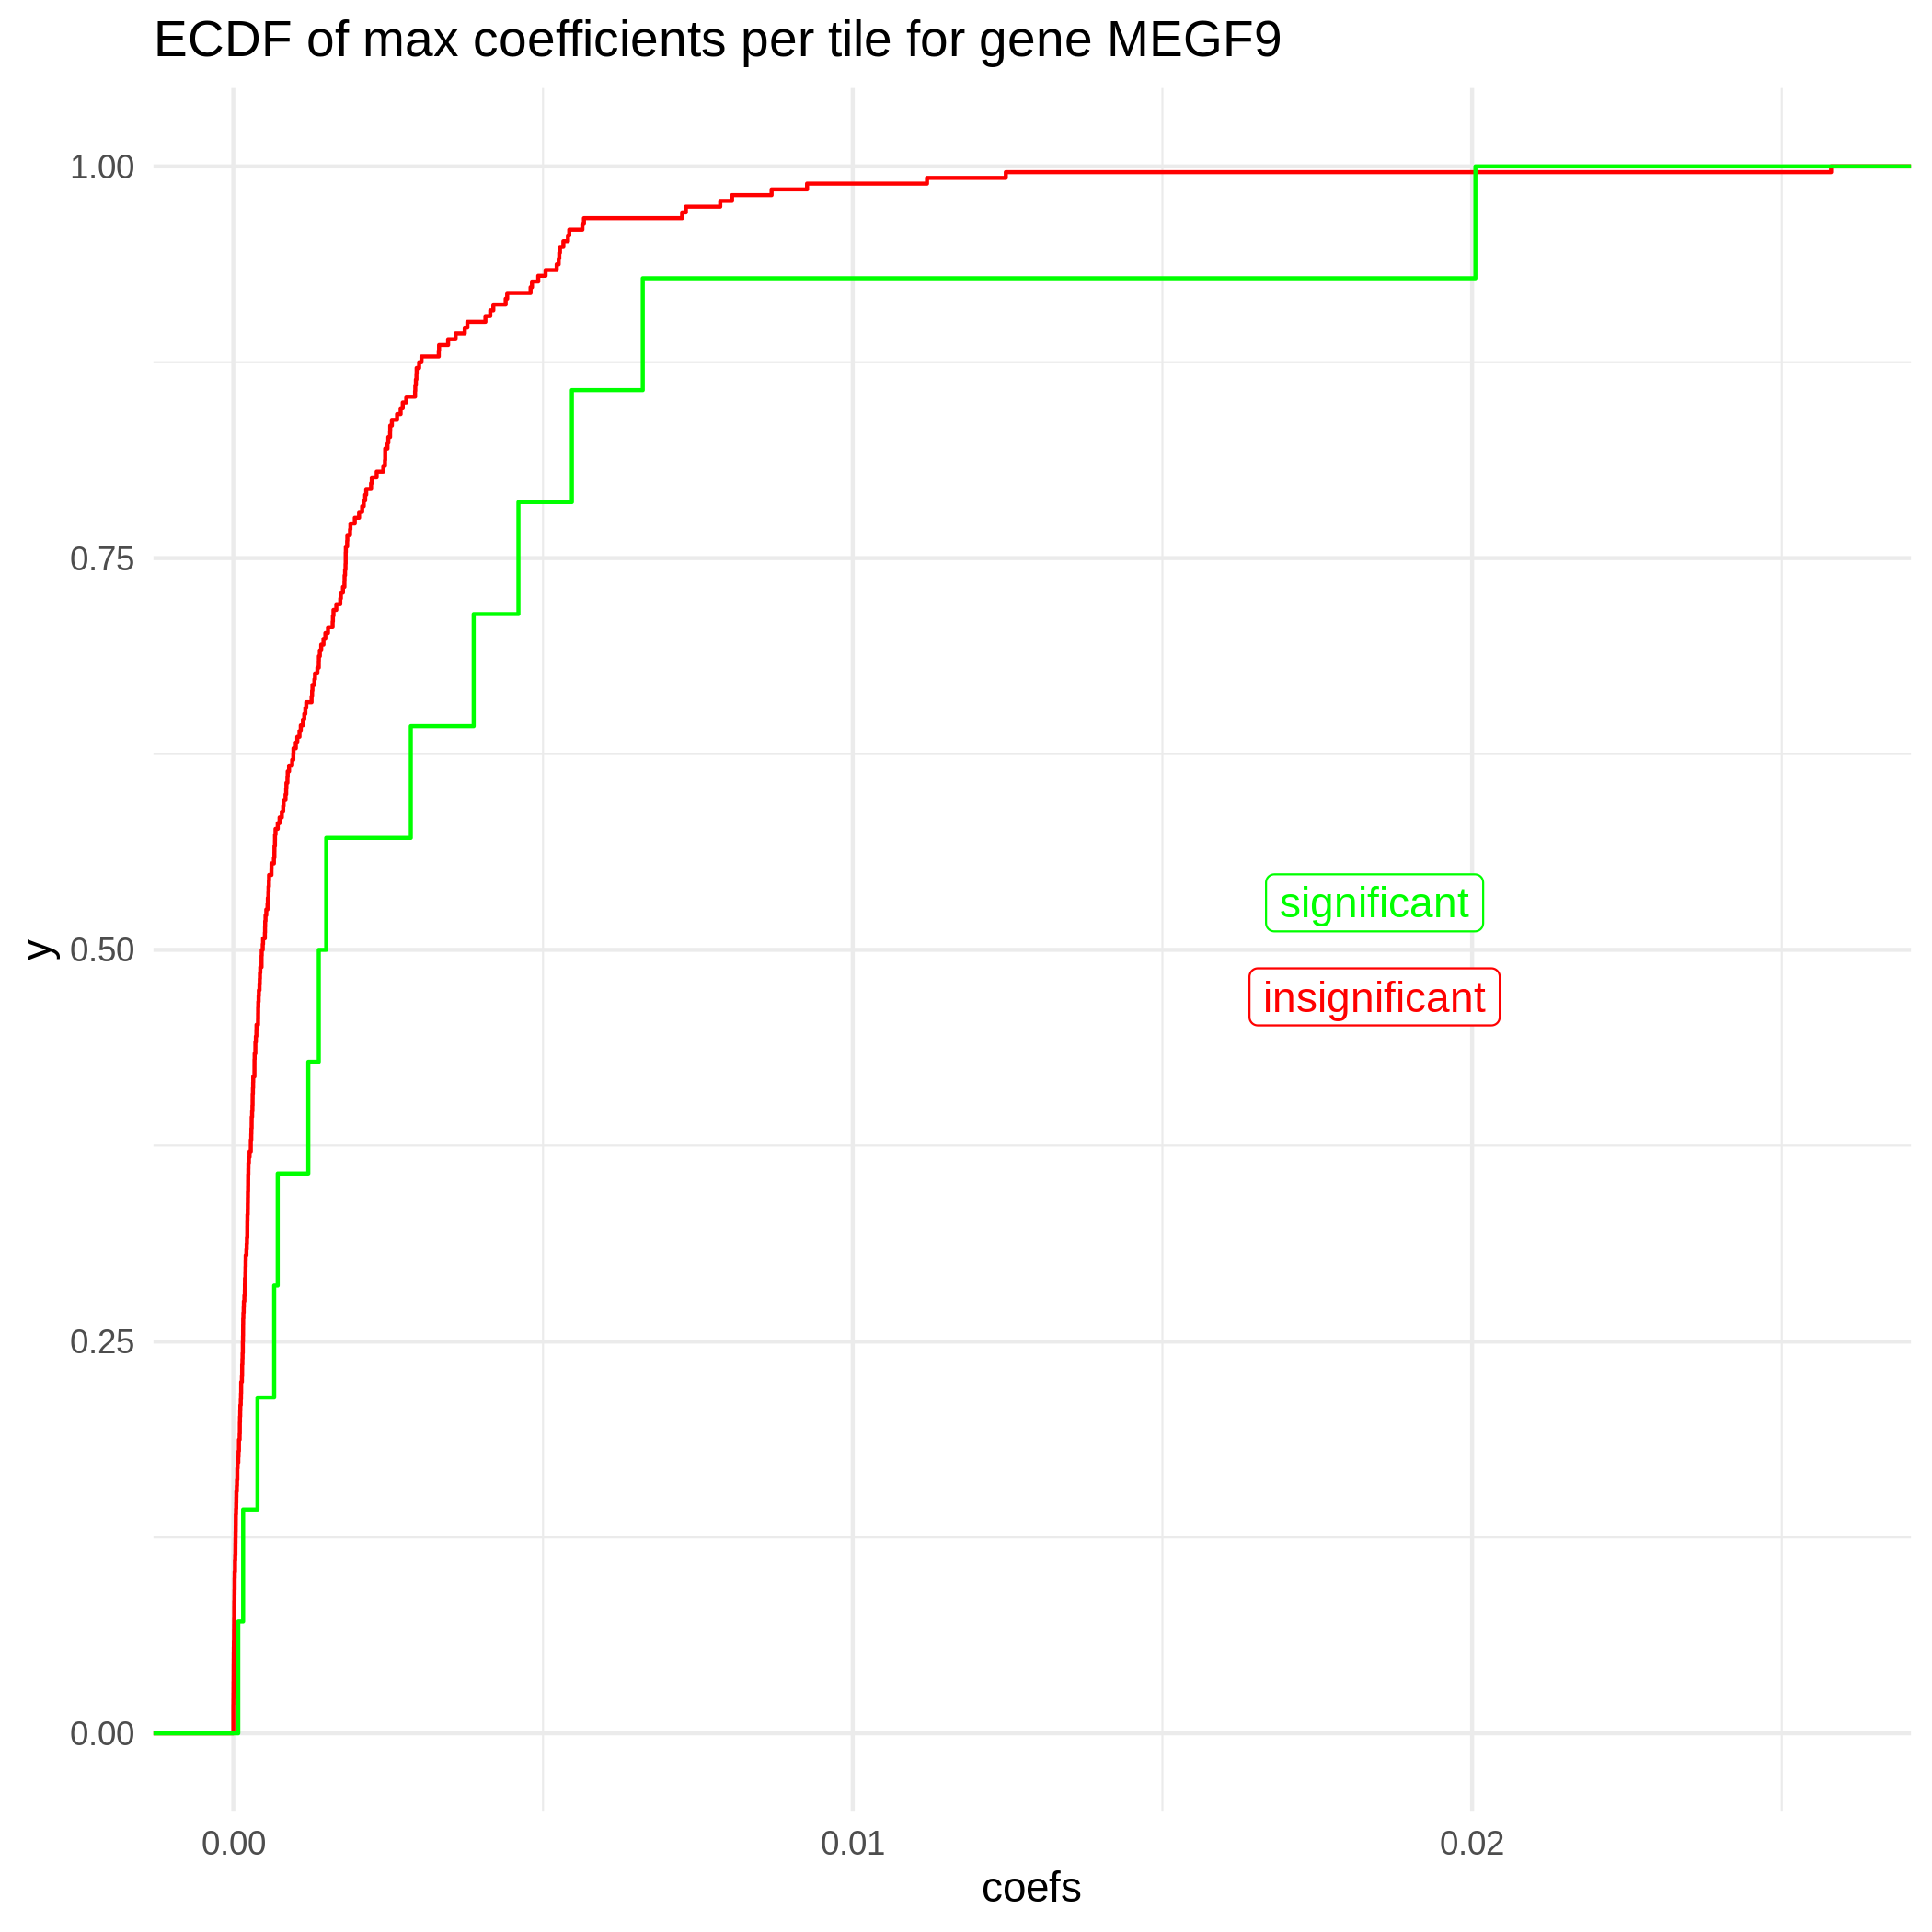 ECDF of max coefficients per tile for gene MEGF9
1.00
0.75
0.50
0.25
0.00
y
significant
insignificant
0.00 0.01 0.02
coefs